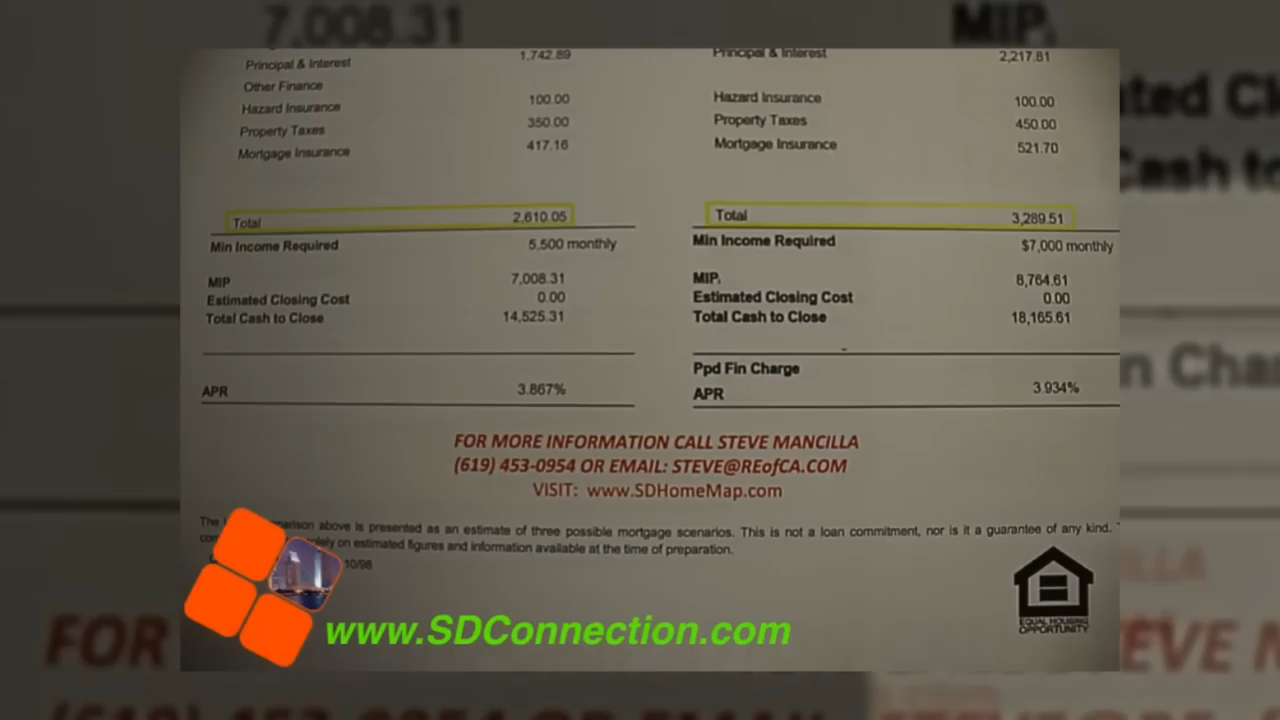 7,008.31 MIP,
Principal & Interest 1,742.89 Principal & Interest 2,217.81
Other Finance
Hazard Insurance 100.00 Hazard Insurance 100.00
Property Taxes 350.00 Property Taxes 450.00
Mortgage Insurance 417.16 Mortgage Insurance 521.70
Total 2,610.05 Total 3,289.51
Min Income Required 5,500 monthly Min Income Required $7,000 monthly
MIP 7,008.31 MIP, 8,764.61
Estimated Closing Cost 0.00 Estimated Closing Cost 0.00
Total Cash to Close 14,525.31 Total Cash to Close 18,165.61
Ppd Fin Charge
APR 3.867% APR 3.934%
FOR MORE INFORMATION CALL STEVE MANCILLA
(619) 453-0954 OR EMAIL: STEVE@REofCA.COM
VISIT: www.SDHomeMap.com
The above is presented as an estimate of three possible mortgage scenarios. This is not a loan commitment, nor is it a guarantee of any kind.
on estimated figures and information available at the time of preparation.
10/98
EQUAL HOUSING
OPPORTUNITY
www.SDConnection.com